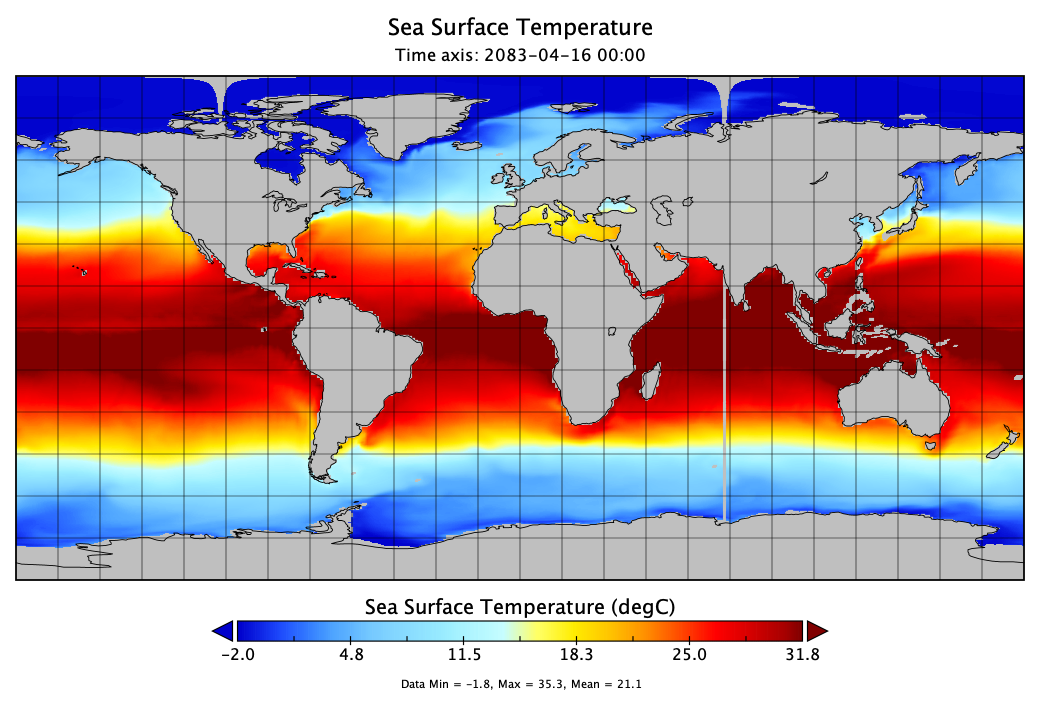 Sea Surface Temperature
Time axis: 2083-04-16 00:00
Sea Surface Temperature (degC)
−2.0 4.8 11.5 18.3 25.0 31.8
Data Min = -1.8, Max = 35.3, Mean = 21.1